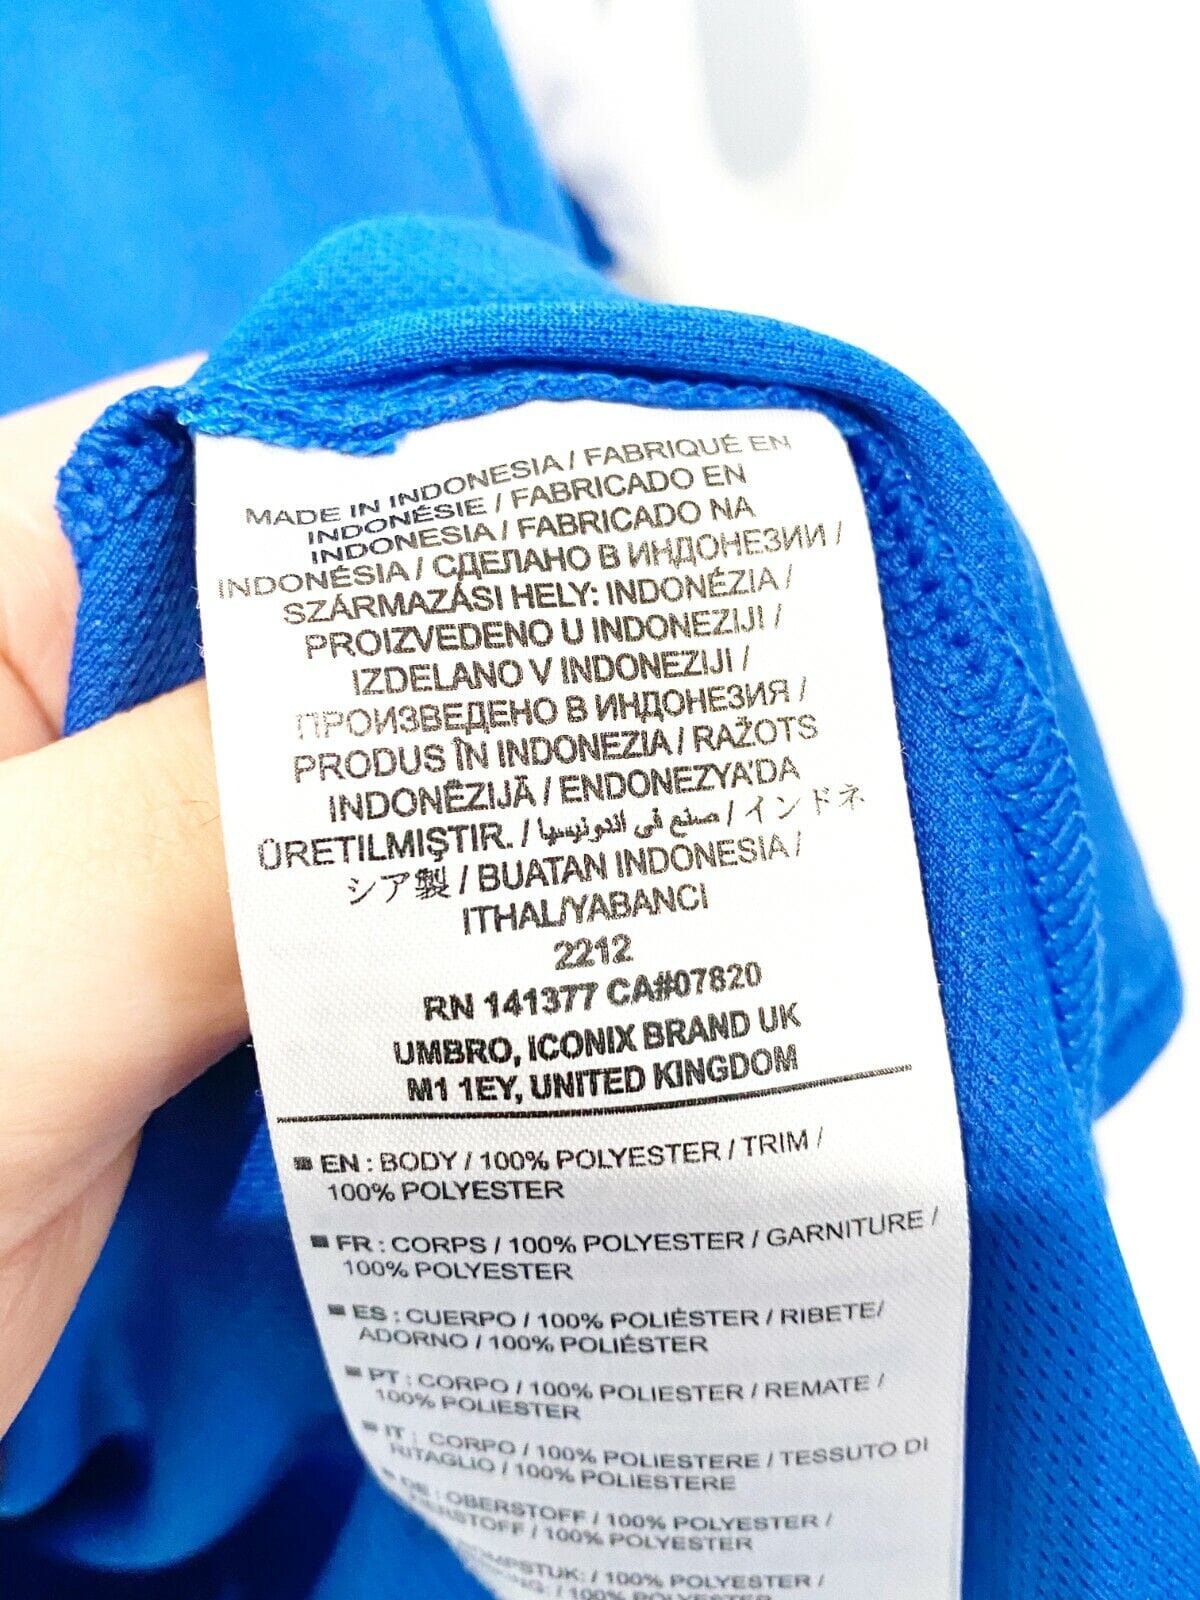 MADE IN INDONESIA / FABRIQUÉ EN
INDONÉSIE / FABRICADO EN
INDONESIA / FABRICADO NA
INDONÉSIA / СДЕЛАНО В ИНДОНЕЗИИ /
SZÁRMAZÁSI HELY: INDONÉZIA /
PROIZVEDENO U INDONEZIJI /
IZDELANO V INDONEZIJI /
ПРОИЗВЕДЕНО В ИНДОНЕЗИЯ /
PRODUS ÎN INDONEZIA / RAŽOTS
INDONĒZIJĀ / ENDONEZYA'DA
ÜRETILMIŞTIR. / صنع في اندونيسيا / インドネ
シア製 / BUATAN INDONESIA /
ITHAL/YABANCI
2212
RN 141377 CA#07820
UMBRO, ICONIX BRAND UK
M1 1EY, UNITED KINGDOM
EN : BODY / 100% POLYESTER / TRIM /
100% POLYESTER
FR : CORPS / 100% POLYESTER / GARNITURE /
100% POLYESTER
ES : CUERPO / 100% POLIÉSTER / RIBETE/
ADORNO / 100% POLIÉSTER
PT : CORPO / 100% POLIESTER / REMATE /
100% POLIESTER
IT : CORPO / 100% POLIESTERE / TESSUTO DI
RITAGLIO / 100% POLIESTERE
DE : OBERSTOFF / 100% POLYESTER /
/ 100% POLYESTER
/ 100% POLYESTER /
/ 100% POLYESTER